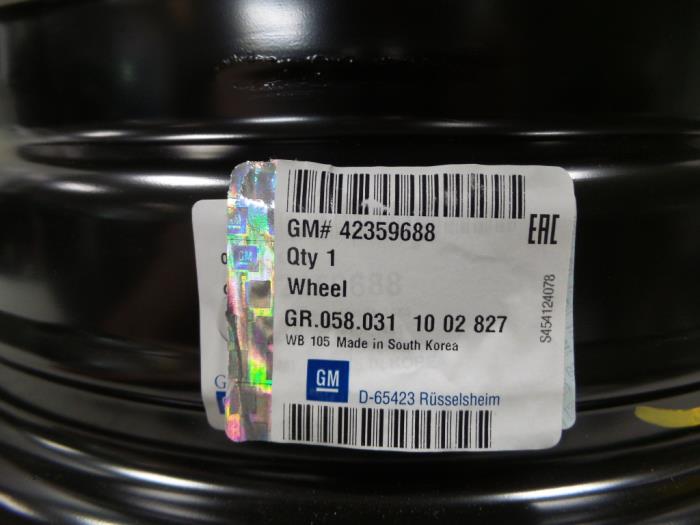 GM# 42359688
EAC
Qty 1
Wheel
GR.058.031 10 02 827
WB 105 Made in South Korea
GM
D-65423 Rüsselsheim
S454124078
GM